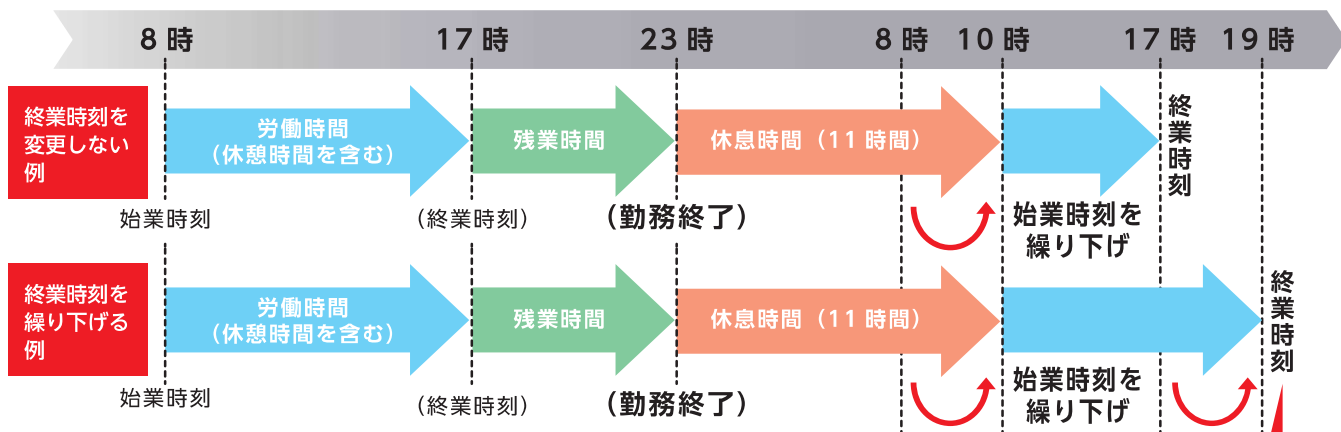 8時 17時 23時 8時 10時 17時 19時
終業時刻を
変更しない
例
労働時間
（休憩時間を含む）
残業時間
休息時間（11時間）
終業時刻
始業時刻
（終業時刻）
（勤務終了）
始業時刻を
繰り下げ
終業時刻を
繰り下げる
例
労働時間
（休憩時間を含む）
残業時間
休息時間（11時間）
終業時刻
始業時刻
（終業時刻）
（勤務終了）
始業時刻を
繰り下げ